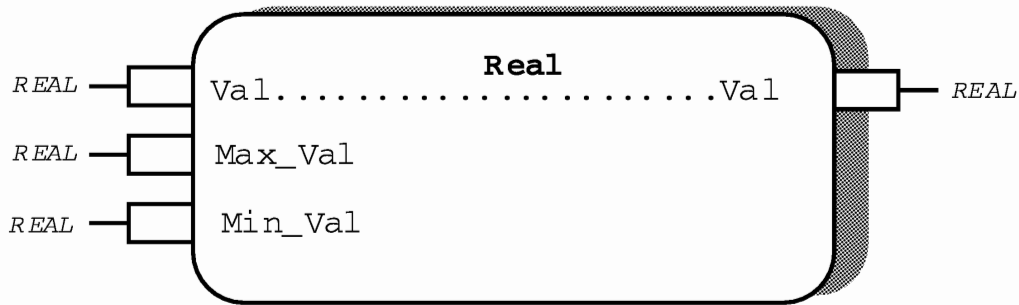 Real
REAL Val.......................Val REAL
REAL Max_Val
REAL Min_Val